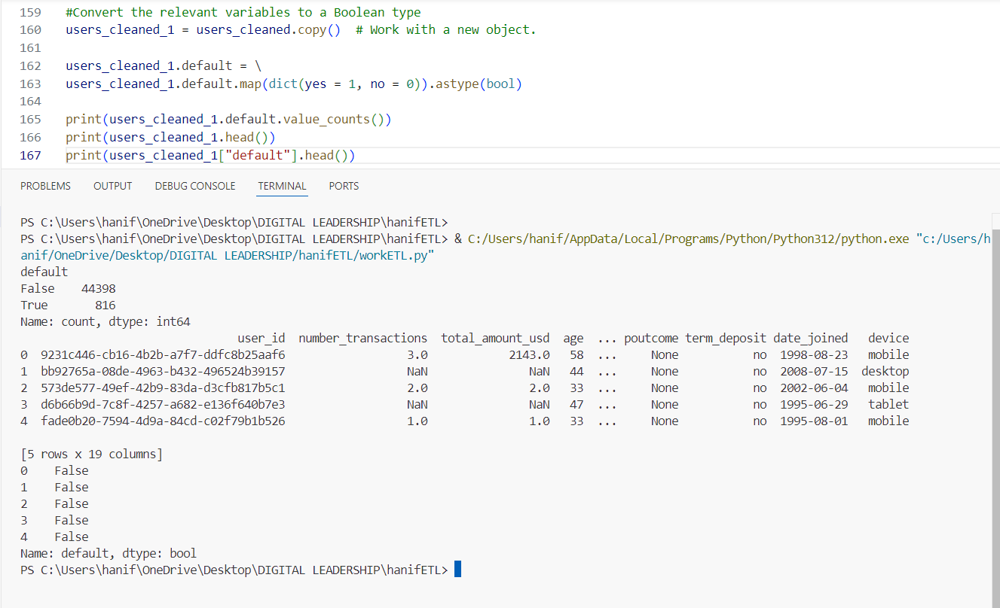 159 #Convert the relevant variables to a Boolean type
160 users_cleaned_1 = users_cleaned.copy()  # Work with a new object.
161
162 users_cleaned_1.default = \
163 users_cleaned_1.default.map(dict(yes = 1, no = 0)).astype(bool)
164
165 print(users_cleaned_1.default.value_counts())
166 print(users_cleaned_1.head())
167 print(users_cleaned_1["default"].head())
PROBLEMS OUTPUT DEBUG CONSOLE TERMINAL PORTS
PS C:\Users\hanif\OneDrive\Desktop\DIGITAL LEADERSHIP\hanifETL>
PS C:\Users\hanif\OneDrive\Desktop\DIGITAL LEADERSHIP\hanifETL> & C:/Users/hanif/AppData/Local/Programs/Python/Python312/python.exe "c:/Users/h
anif/OneDrive/Desktop/DIGITAL LEADERSHIP/hanifETL/workETL.py"
default
False    44398
True       816
Name: count, dtype: int64
user_id  number_transactions  total_amount_usd  age  ... poutcome term_deposit date_joined   device
0  9231c446-cb16-4b2b-a7f7-ddfc8b25aaf6  3.0  2143.0  58  ...  None  no  1998-08-23  mobile
1  bb92765a-08de-4963-b432-496524b39157  NaN  NaN  44  ...  None  no  2008-07-15  desktop
2  573de577-49ef-42b9-83da-d3cfb817b5c1  2.0  2.0  33  ...  None  no  2002-06-04  mobile
3  d6b66b9d-7c8f-4257-a682-e136f640b7e3  NaN  NaN  47  ...  None  no  1995-06-29  tablet
4  fade0b20-7594-4d9a-84cd-c02f79b1b526  1.0  1.0  33  ...  None  no  1995-08-01  mobile
[5 rows x 19 columns]
0    False
1    False
2    False
3    False
4    False
Name: default, dtype: bool
PS C:\Users\hanif\OneDrive\Desktop\DIGITAL LEADERSHIP\hanifETL>